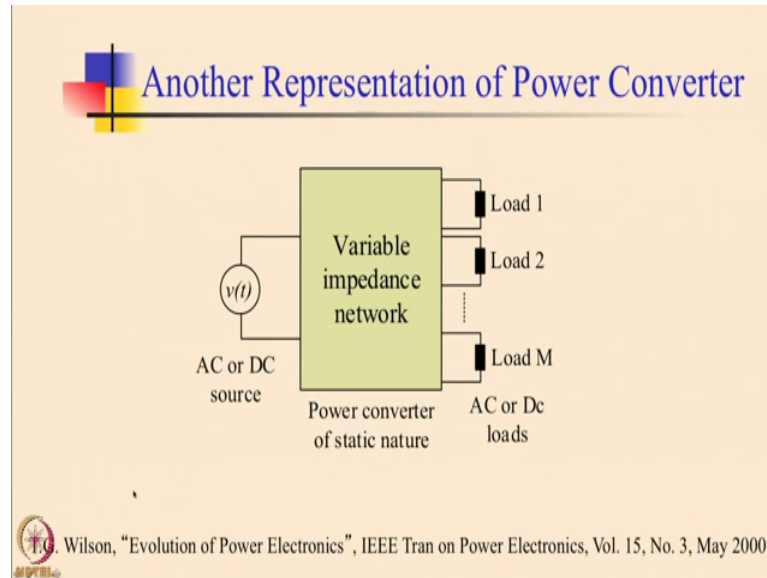 Another Representation of Power Converter
Variable
impedance
network
v(t)
Load 1
Load 2
Load M
AC or DC
source
Power converter
of static nature
AC or Dc
loads
T.G. Wilson, "Evolution of Power Electronics", IEEE Tran on Power Electronics, Vol. 15, No. 3, May 2000
NPTEL